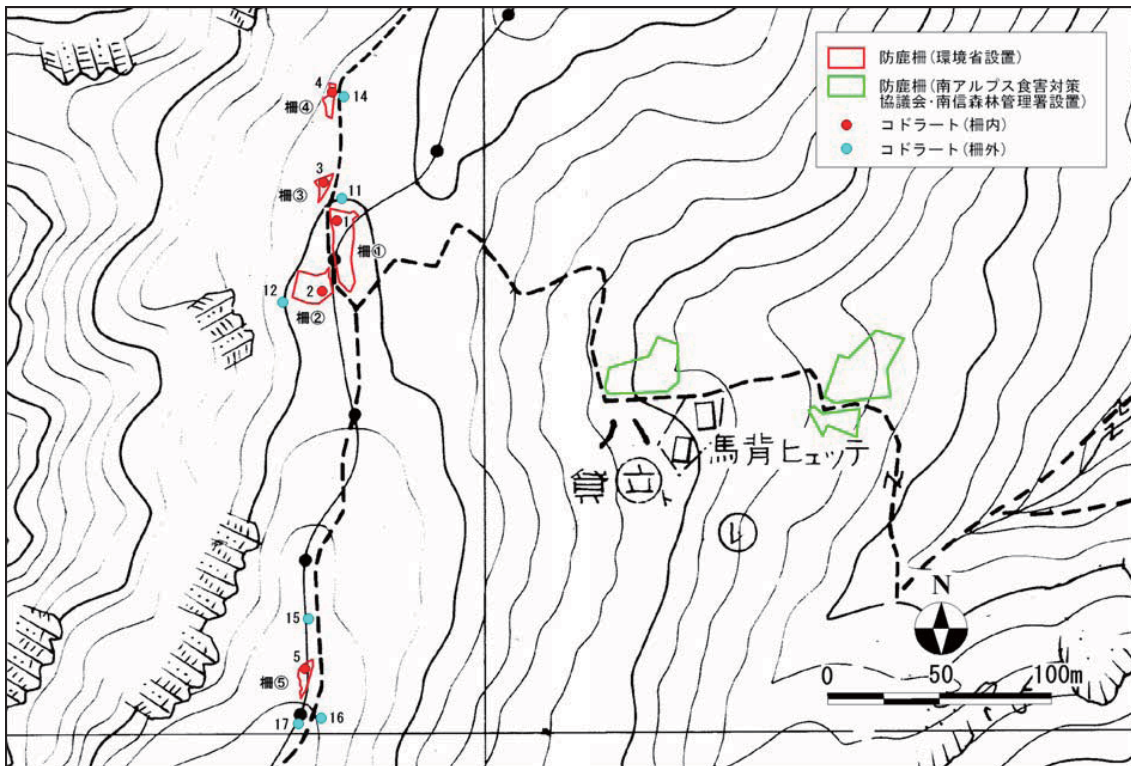 防鹿柵(環境省設置)
防鹿柵(南アルプス食害対策
協議会・南信森林管理署設置)
コドラート(柵内)
コドラート(柵外)
4
14
柵④
3
11
柵③
1
柵①
12
2
柵②
馬背ヒュッテ
15
5
柵⑤
17
16
N
0
50
100m